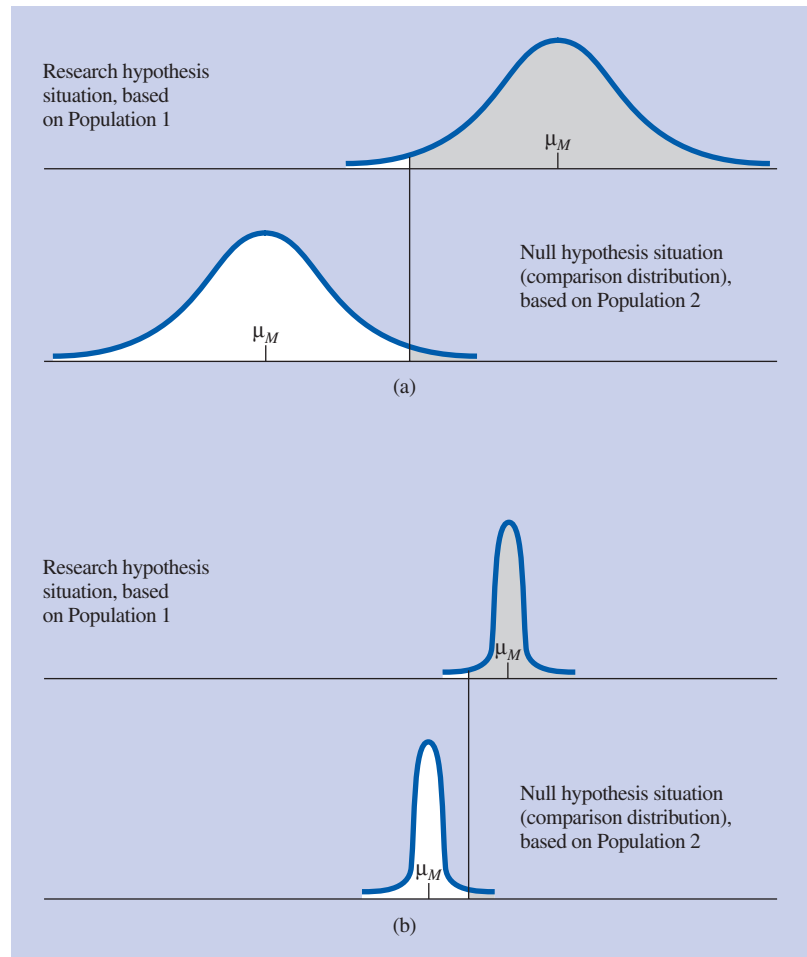 Research hypothesis
situation, based
on Population 1
μM
Null hypothesis situation
(comparison distribution),
based on Population 2
μM
(a)
Research hypothesis
situation, based
on Population 1
μM
Null hypothesis situation
(comparison distribution),
based on Population 2
μM
(b)